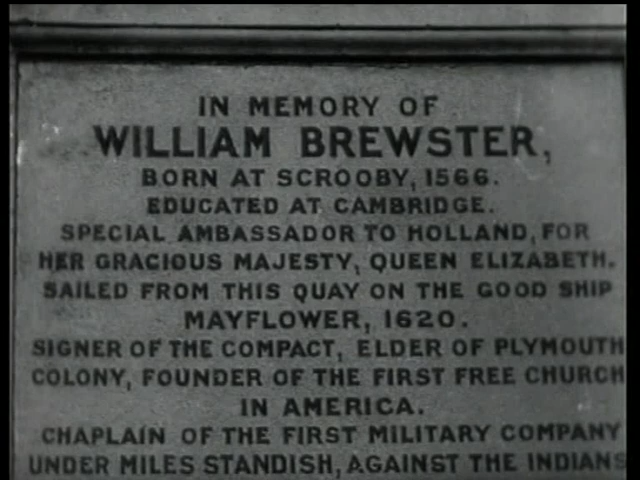 IN MEMORY OF
WILLIAM BREWSTER,
BORN AT SCROOBY, 1566.
EDUCATED AT CAMBRIDGE.
SPECIAL AMBASSADOR TO HOLLAND, FOR
HER GRACIOUS MAJESTY, QUEEN ELIZABETH.
SAILED FROM THIS QUAY ON THE GOOD SHIP
MAYFLOWER, 1620.
SIGNER OF THE COMPACT, ELDER OF PLYMOUTH
COLONY, FOUNDER OF THE FIRST FREE CHURCH
IN AMERICA.
CHAPLAIN OF THE FIRST MILITARY COMPANY
UNDER MILES STANDISH, AGAINST THE INDIANS